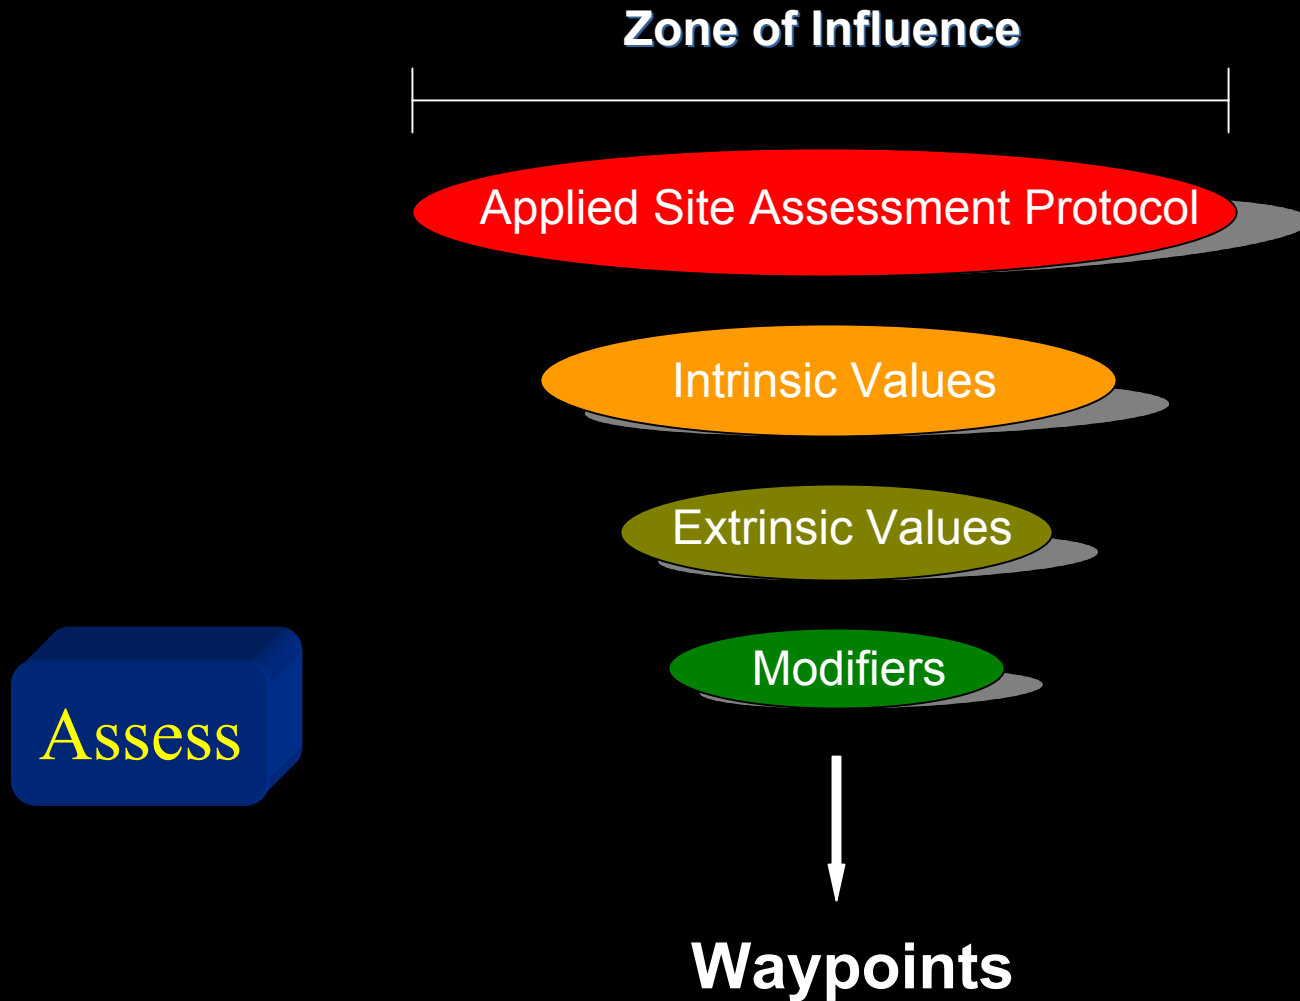 Zone of Influence
Applied Site Assessment Protocol
Intrinsic Values
Extrinsic Values
Modifiers
Assess
Waypoints